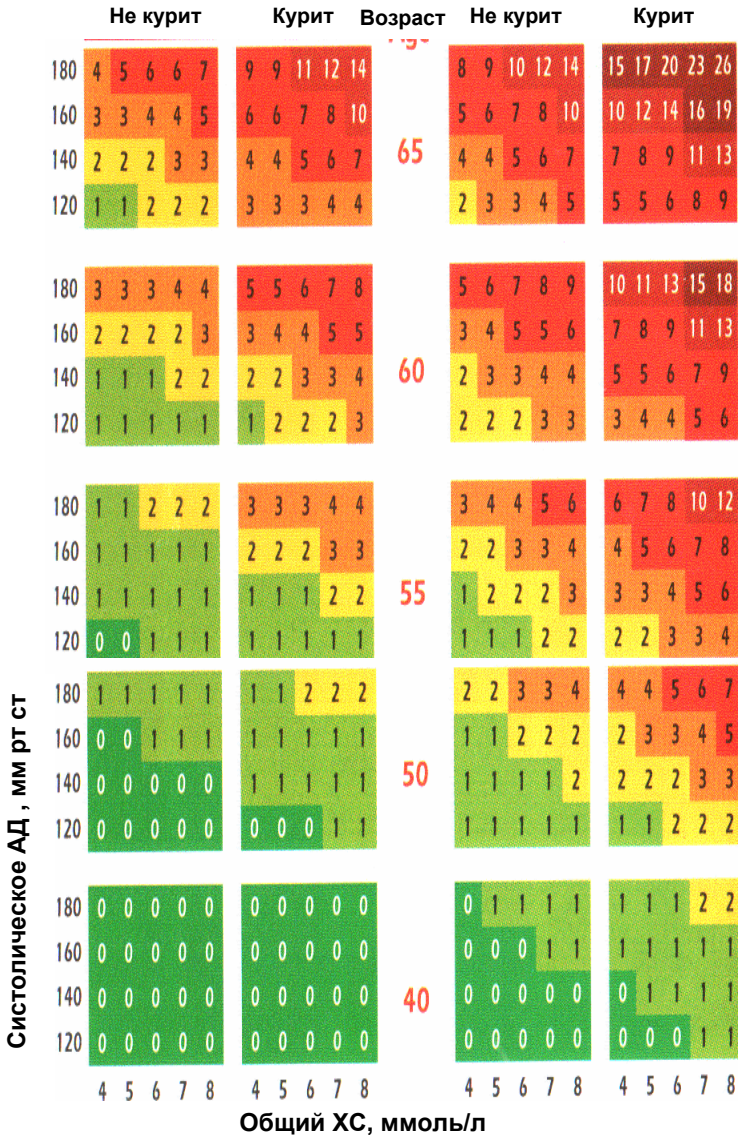 Не курит Курит Возраст Не курит Курит
180 4 5 6 6 7 9 9 11 12 14 8 9 10 12 14 15 17 20 23 26
160 3 3 4 4 5 6 6 7 8 10 5 6 7 8 10 10 12 14 16 19
65
140 2 2 2 3 3 4 4 5 6 7 4 4 5 6 7 7 8 9 11 13
120 1 1 2 2 2 3 3 3 4 4 2 3 3 4 5 5 5 6 8 9
180 3 3 3 4 4 5 5 6 7 8 5 6 7 8 9 10 11 13 15 18
160 2 2 2 2 3 3 4 4 5 5 3 4 5 5 6 7 8 9 11 13
60
140 1 1 1 2 2 2 2 3 3 4 2 3 3 4 4 5 5 6 7 9
120 1 1 1 1 1 1 2 2 2 3 2 2 2 3 3 3 4 4 5 6
180 1 1 2 2 2 3 3 3 4 4 3 4 4 5 6 6 7 8 10 12
160 1 1 1 1 1 2 2 2 3 3 2 2 3 3 4 4 5 6 7 8
55
140 1 1 1 1 1 1 1 1 2 2 1 2 2 2 3 3 3 4 5 6
120 0 0 1 1 1 1 1 1 1 1 1 1 1 2 2 2 2 3 3 4
180 1 1 1 1 1 1 1 2 2 2 2 2 3 3 4 4 4 5 6 7
160 0 0 1 1 1 1 1 1 1 1 1 1 2 2 2 2 3 3 4 5
50
140 0 0 0 0 0 1 1 1 1 1 1 1 1 1 2 2 2 2 3 3
120 0 0 0 0 0 0 0 0 1 1 1 1 1 1 1 1 1 2 2 2
180 0 0 0 0 0 0 0 0 0 0 0 1 1 1 1 1 1 1 2 2
160 0 0 0 0 0 0 0 0 0 0 0 0 0 1 1 1 1 1 1 1
40
140 0 0 0 0 0 0 0 0 0 0 0 0 0 0 0 0 1 1 1 1
120 0 0 0 0 0 0 0 0 0 0 0 0 0 0 0 0 0 0 1 1
4 5 6 7 8 4 5 6 7 8 4 5 6 7 8 4 5 6 7 8
Систолическое АД , мм рт ст
Общий ХС, ммоль/л